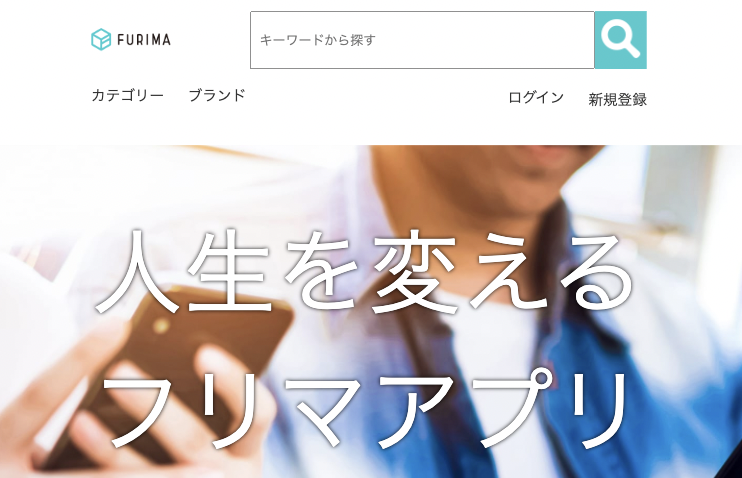 FURIMA
キーワードから探す
カテゴリー ブランド ログイン 新規登録
人生を変える
フリマアプリ